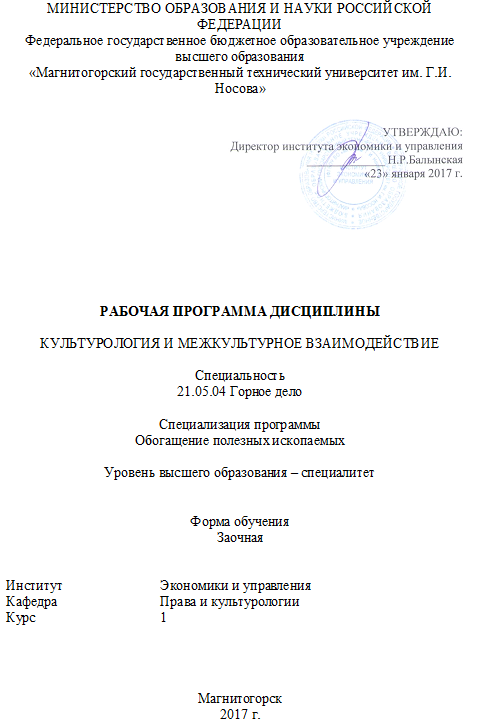 МИНИСТЕРСТВО ОБРАЗОВАНИЯ И НАУКИ РОССИЙСКОЙ
ФЕДЕРАЦИИ
Федеральное государственное бюджетное образовательное учреждение
высшего образования
«Магнитогорский государственный технический университет им. Г.И.
Носова»
УТВЕРЖДАЮ:
Директор института экономики и управления
Н.Р.Балынская
«23» января 2017 г.
РАБОЧАЯ ПРОГРАММА ДИСЦИПЛИНЫ
КУЛЬТУРОЛОГИЯ И МЕЖКУЛЬТУРНОЕ ВЗАИМОДЕЙСТВИЕ
Специальность
21.05.04 Горное дело
Специализация программы
Обогащение полезных ископаемых
Уровень высшего образования – специалитет
Форма обучения
Заочная
Институт Экономики и управления
Кафедра Права и культурологии
Курс 1
Магнитогорск
2017 г.